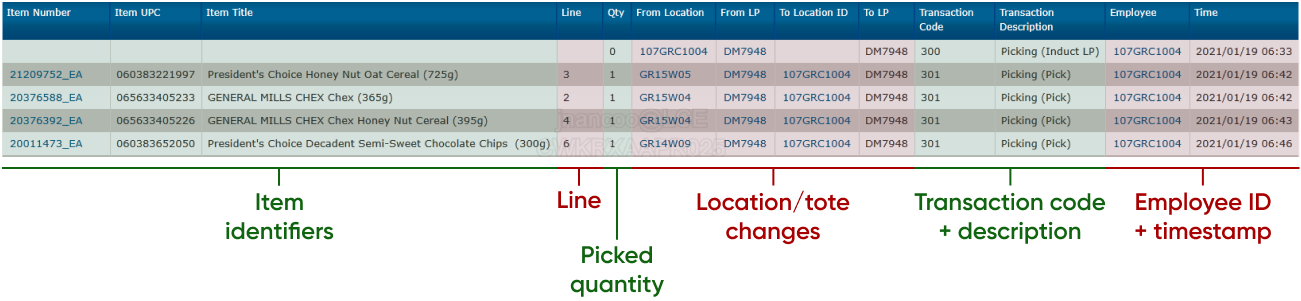 Item Number Item UPC Item Title Line Qty From Location From LP To Location ID To LP Transaction Code Transaction Description Employee Time
0 107GRC1004 DM7948 DM7948 300 Picking (Induct LP) 107GRC1004 2021/01/19 06:33
21209752_EA 060383221997 President's Choice Honey Nut Oat Cereal (725g) 3 1 GR15W05 DM7948 107GRC1004 DM7948 301 Picking (Pick) 107GRC1004 2021/01/19 06:42
20376588_EA 065633405233 GENERAL MILLS CHEX Chex (365g) 2 1 GR15W04 DM7948 107GRC1004 DM7948 301 Picking (Pick) 107GRC1004 2021/01/19 06:42
20376392_EA 065633405226 GENERAL MILLS CHEX Chex Honey Nut Cereal (395g) 4 1 GR15W04 DM7948 107GRC1004 DM7948 301 Picking (Pick) 107GRC1004 2021/01/19 06:43
20011473_EA 060383652050 President's Choice Decadent Semi-Sweet Chocolate Chips (300g) 6 1 GR14W09 DM7948 107GRC1004 DM7948 301 Picking (Pick) 107GRC1004 2021/01/19 06:46
Item identifiers
Line
Picked quantity
Location/tote changes
Transaction code + description
Employee ID + timestamp